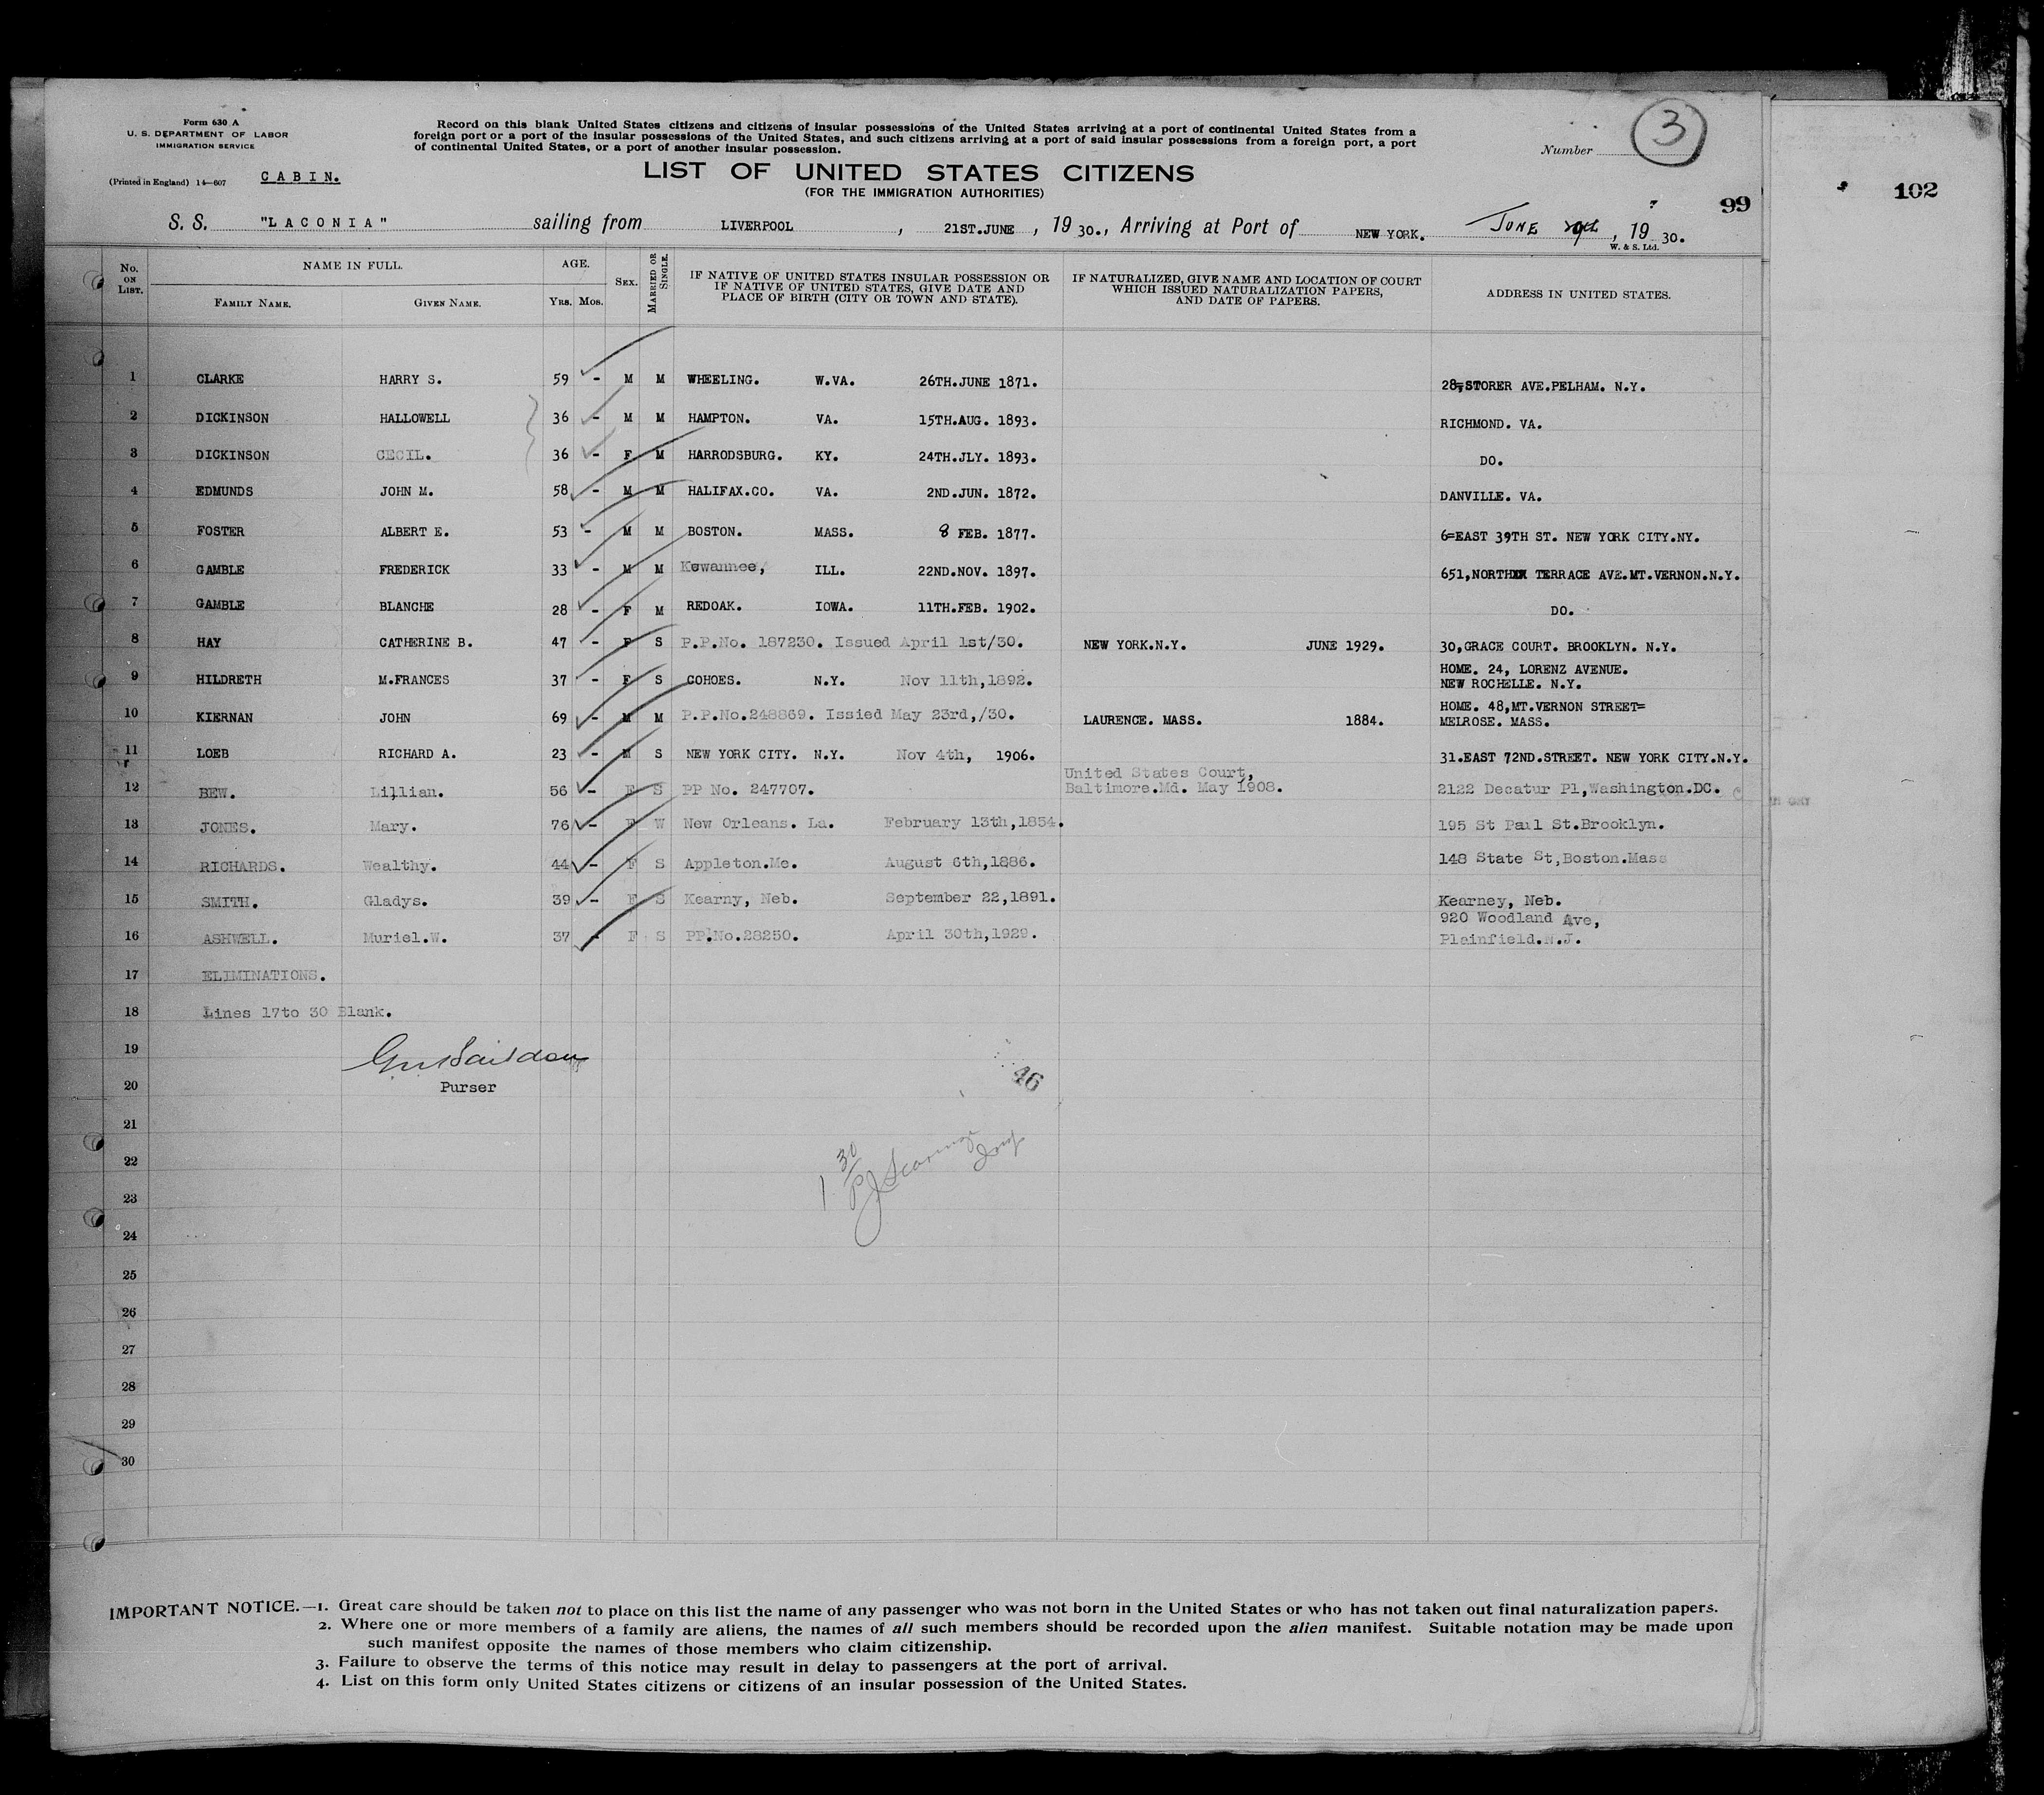 Form 630 A
U. S. DEPARTMENT OF LABOR
IMMIGRATION SERVICE
(Printed in England) 14—607
CABIN.
Record on this blank United States citizens and citizens of insular possessions of the United States arriving at a port of continental United States from a
foreign port or a port of the insular possessions of the United States, and such citizens arriving at a port of said insular possessions from a foreign port, a port
of continental United States, or a port of another insular possession.
Number 3
LIST OF UNITED STATES CITIZENS
(FOR THE IMMIGRATION AUTHORITIES)
99
102
S. S. "LACONIA" sailing from LIVERPOOL, 21ST.JUNE, 19 30., Arriving at Port of NEW YORK. JUNE , 19 30.
W. & S. Ltd.
No. ON LIST. NAME IN FULL. FAMILY NAME. GIVEN NAME. AGE. YRS. MOS. SEX. MARRIED OR SINGLE. IF NATIVE OF UNITED STATES INSULAR POSSESSION OR IF NATIVE OF UNITED STATES, GIVE DATE AND PLACE OF BIRTH (CITY OR TOWN AND STATE). IF NATURALIZED, GIVE NAME AND LOCATION OF COURT WHICH ISSUED NATURALIZATION PAPERS, AND DATE OF PAPERS. ADDRESS IN UNITED STATES.
1 CLARKE HARRY S. 59 - M M WHEELING. W.VA. 26TH.JUNE 1871. 28,STORER AVE.PELHAM. N.Y.
2 DICKINSON HALLOWELL 36 - M M HAMPTON. VA. 15TH.AUG. 1893. RICHMOND. VA.
3 DICKINSON CECIL. 36 - F M HARRODSBURG. KY. 24TH.JLY. 1893. DO.
4 EDMUNDS JOHN M. 58 - M M HALIFAX.CO. VA. 2ND.JUN. 1872. DANVILLE. VA.
5 FOSTER ALBERT E. 53 - M M BOSTON. MASS. 8 FEB. 1877. 6=EAST 39TH ST. NEW YORK CITY.NY.
6 GAMBLE FREDERICK 33 - M M Kewannee, ILL. 22ND.NOV. 1897. 651,NORTH TERRACE AVE.MT.VERNON.N.Y.
7 GAMBLE BLANCHE 28 - F M REDOAK. IOWA. 11TH.FEB. 1902. DO.
8 HAY CATHERINE B. 47 - F S P.P.No. 187230. Issued April 1st/30. NEW YORK.N.Y. JUNE 1929. 30,GRACE COURT. BROOKLYN. N.Y.
9 HILDRETH M.FRANCES 37 - F S COHOES. N.Y. Nov 11th,1892. HOME. 24, LORENZ AVENUE.
NEW ROCHELLE. N.Y.
10 KIERNAN JOHN 69 - M M P.P.No.248869. Issied May 23rd,/30. LAURENCE. MASS. 1884. HOME. 48,MT.VERNON STREET=
MELROSE. MASS.
11 LOEB RICHARD A. 23 - M S NEW YORK CITY. N.Y. Nov 4th, 1906. 31.EAST 72ND.STREET. NEW YORK CITY.N.Y.
12 BEW. Lillian. 56 - F S PP No. 247707. United States Court,
Baltimore.Md. May 1908. 2122 Decatur Pl,Washington.DC.
13 JONES. Mary. 76 - F W New Orleans. La. February 13th,1854. 195 St Paul St.Brooklyn.
14 RICHARDS. Wealthy. 44 - F S Appleton.Me. August 6th,1886. 148 State St,Boston.Mass
15 SMITH. Gladys. 39 - F S Kearny, Neb. September 22,1891. Kearney, Neb.
16 ASHWELL. Muriel.W. 37 - F S PP.No.28250. April 30th,1929. 920 Woodland Ave,
Plainfield.N.J.
17 ELIMINATIONS.
18 Lines 17to 30 Blank.
19
20 Purser
46
21
22
23
24
25
26
27
28
29
30
IMPORTANT NOTICE.—1. Great care should be taken not to place on this list the name of any passenger who was not born in the United States or who has not taken out final naturalization papers.
2. Where one or more members of a family are aliens, the names of all such members should be recorded upon the alien manifest. Suitable notation may be made upon
such manifest opposite the names of those members who claim citizenship.
3. Failure to observe the terms of this notice may result in delay to passengers at the port of arrival.
4. List on this form only United States citizens or citizens of an insular possession of the United States.